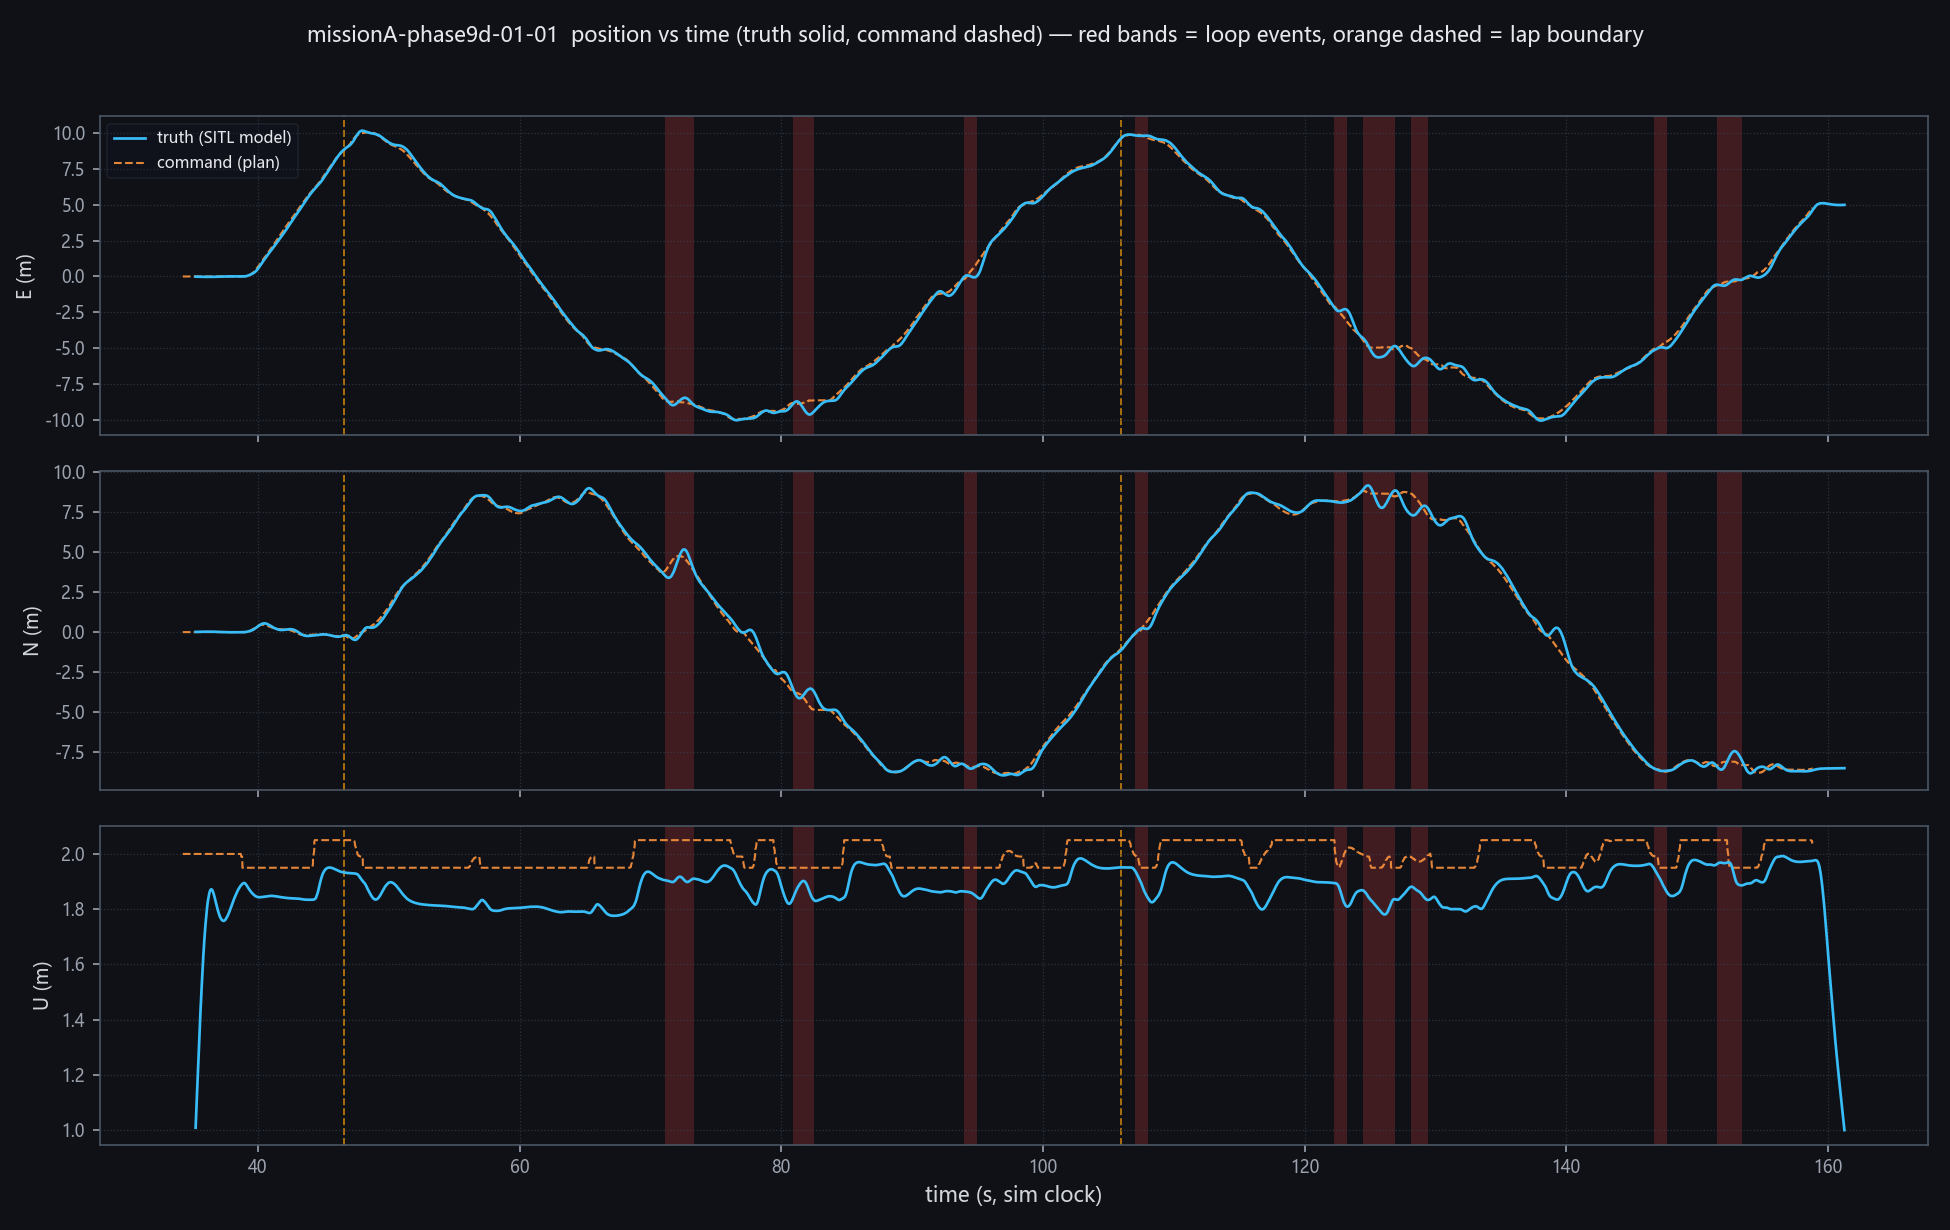 missionA-phase9d-01-01  position vs time (truth solid, command dashed) — red bands = loop events, orange dashed = lap boundary
truth (SITL model)
command (plan)
E (m)
10.0
7.5
5.0
2.5
0.0
-2.5
-5.0
-7.5
-10.0
N (m)
10.0
7.5
5.0
2.5
0.0
-2.5
-5.0
-7.5
U (m)
2.0
1.8
1.6
1.4
1.2
1.0
40 60 80 100 120 140 160
time (s, sim clock)